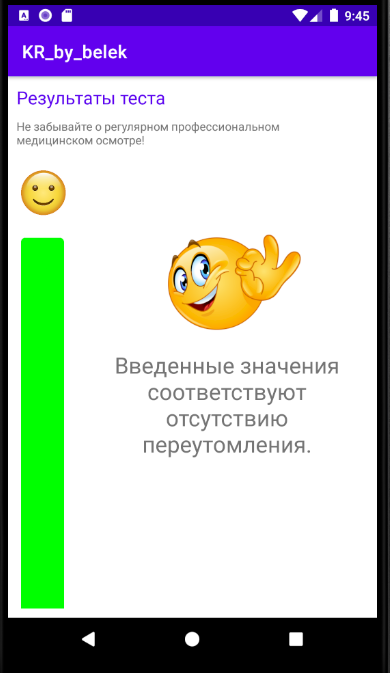 9:45
KR_by_belek
Результаты теста
Не забывайте о регулярном профессиональном
медицинском осмотре!
Введенные значения
соответствуют
отсутствию
переутомления.